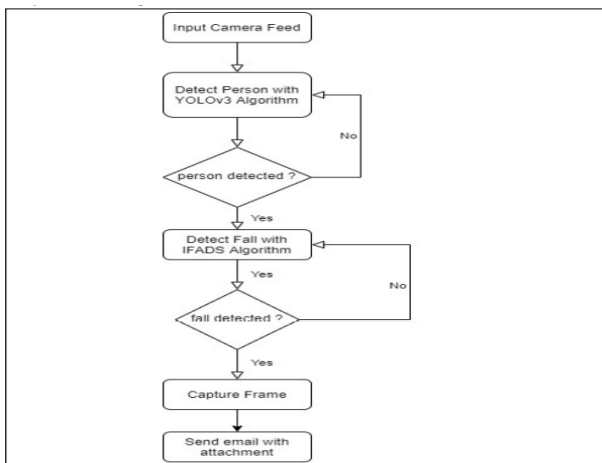 Input Camera Feed
Detect Person with
YOLOv3 Algorithm
No
person detected ?
Yes
Detect Fall with
IFADS Algorithm
Yes
No
fall detected ?
Yes
Capture Frame
Send email with
attachment